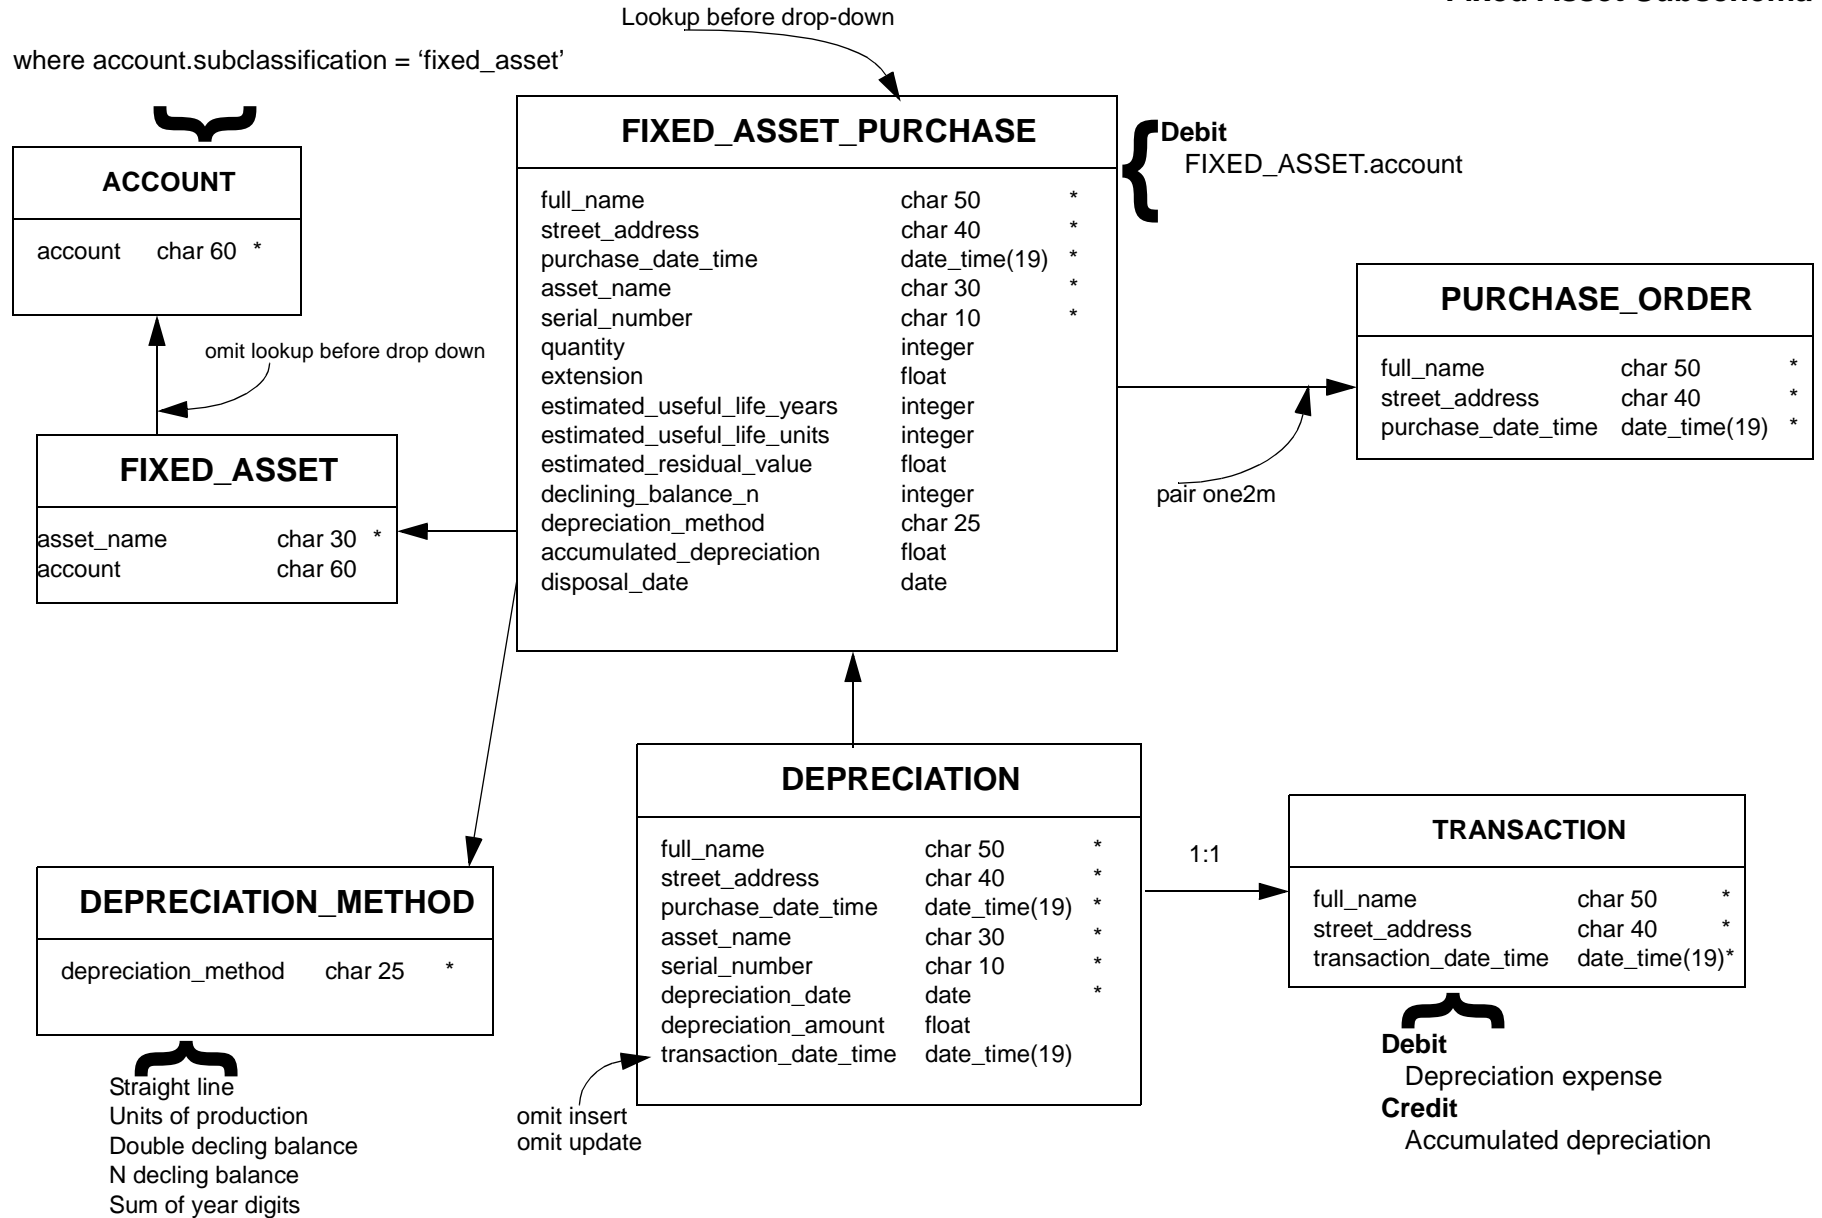 Fixed Asset Subschema
Lookup before drop-down
where account.subclassification = ‘fixed_asset’
ACCOUNT
account char 60 *
omit lookup before drop down
FIXED_ASSET
asset_name char 30 *
account char 60
FIXED_ASSET_PURCHASE
full_name char 50 *
street_address char 40 *
purchase_date_time date_time(19) *
asset_name char 30 *
serial_number char 10 *
quantity integer
extension float
estimated_useful_life_years integer
estimated_useful_life_units integer
estimated_residual_value float
declining_balance_n integer
depreciation_method char 25
accumulated_depreciation float
disposal_date date
Debit
FIXED_ASSET.account
PURCHASE_ORDER
full_name char 50 *
street_address char 40 *
purchase_date_time date_time(19) *
pair one2m
DEPRECIATION_METHOD
depreciation_method char 25 *
Straight line
Units of production
Double decling balance
N decling balance
Sum of year digits
DEPRECIATION
full_name char 50 *
street_address char 40 *
purchase_date_time date_time(19) *
asset_name char 30 *
serial_number char 10 *
depreciation_date date *
depreciation_amount float
transaction_date_time date_time(19)
omit insert
omit update
1:1
TRANSACTION
full_name char 50 *
street_address char 40 *
transaction_date_time date_time(19)*
Debit
Depreciation expense
Credit
Accumulated depreciation